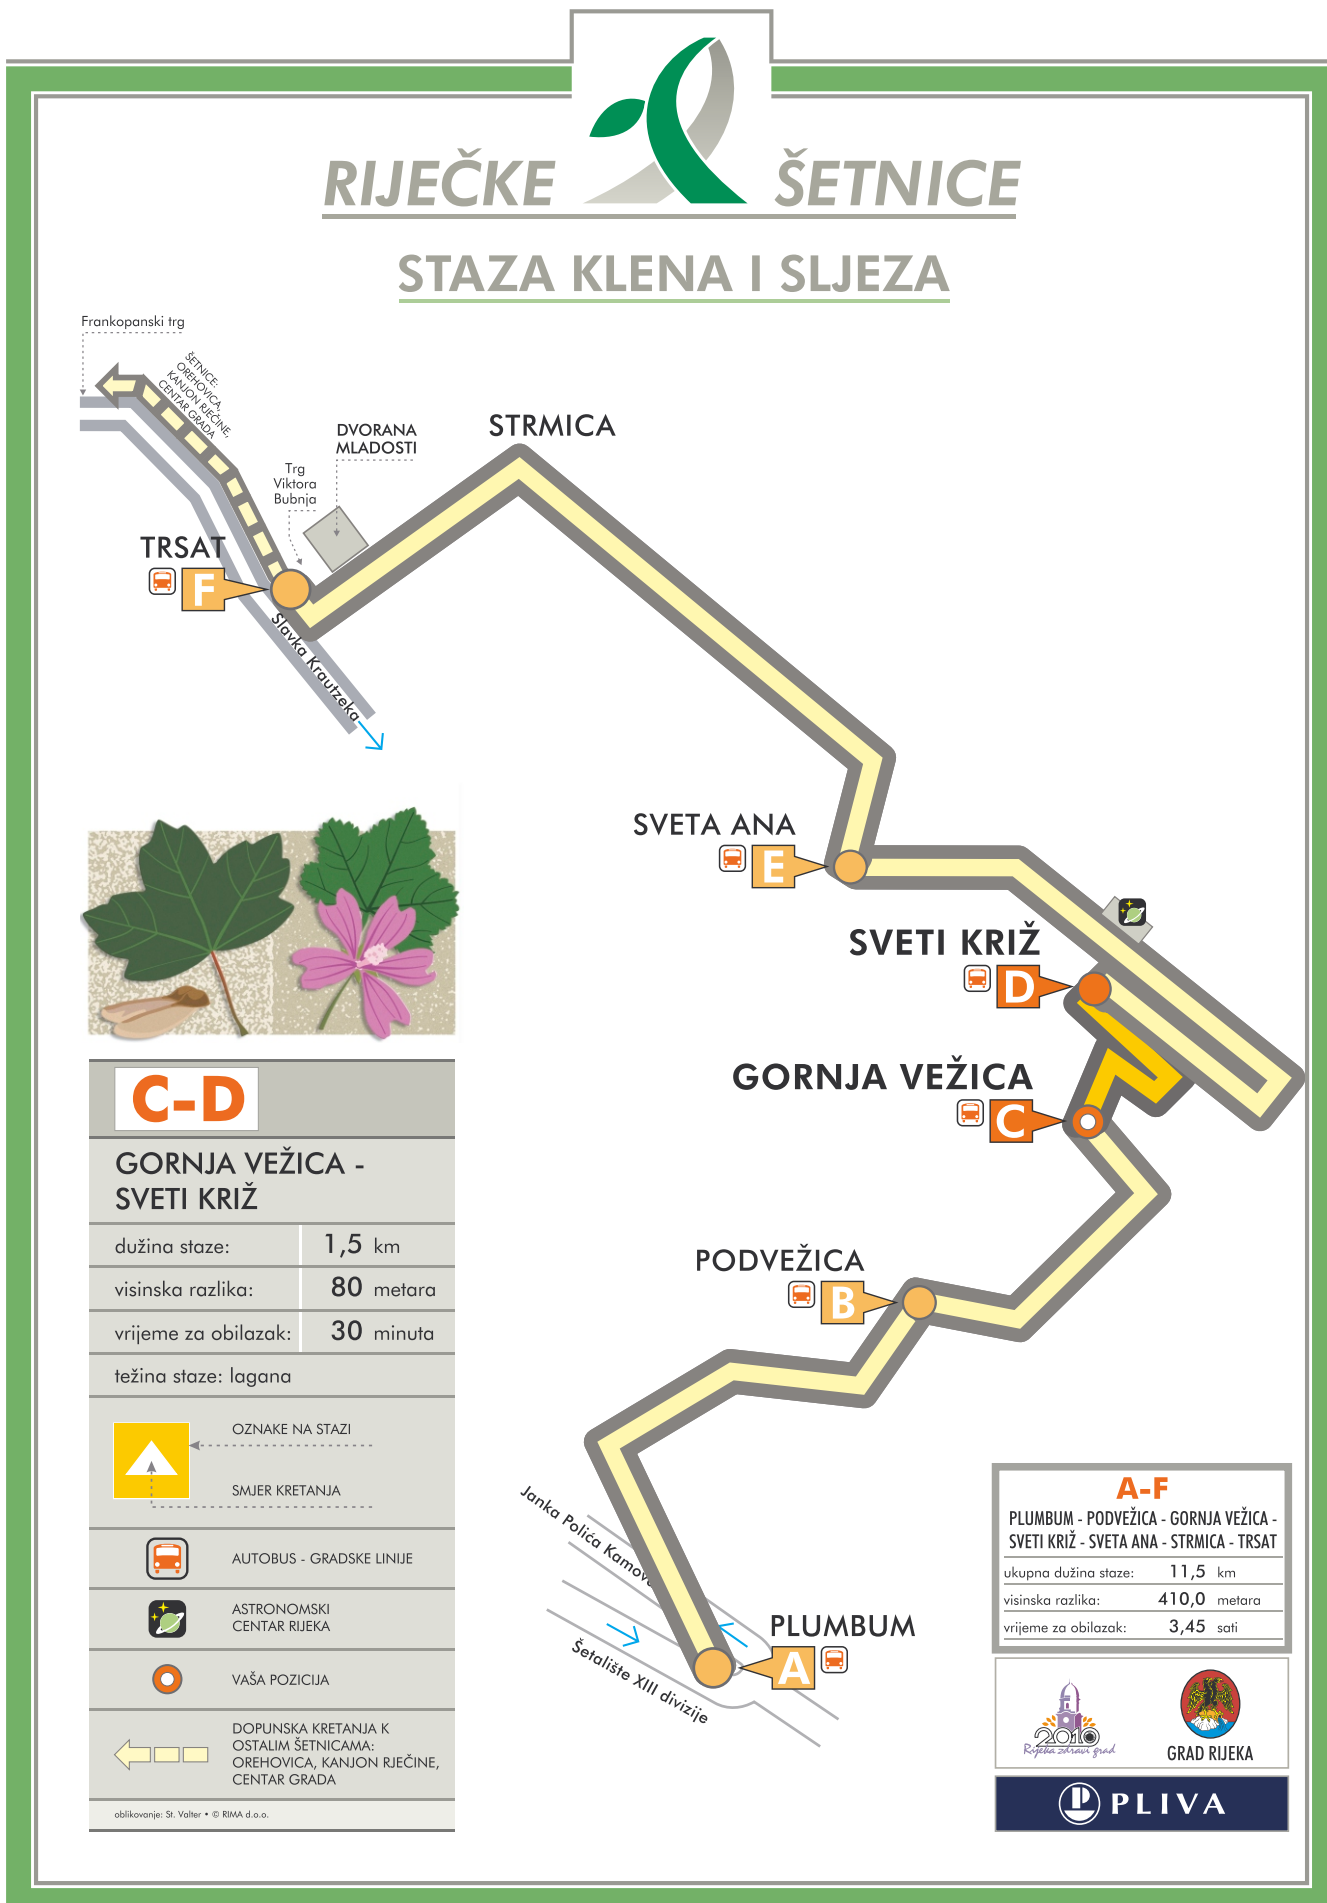 RIJEČKE ŠETNICE
STAZA KLENA I SLJEZA
Frankopanski trg
ŠETNICE:
OREHOVICA,
KANJON RJEČINE,
CENTAR GRADA
DVORANA
MLADOSTI
STRMICA
Trg
Viktora
Bubnja
TRSAT
F
Slavka Krautzeka
SVETA ANA
E
SVETI KRIŽ
D
GORNJA VEŽICA
C
PODVEŽICA
B
Janka Polića Kamova
PLUMBUM
A
Šetalište XIII divizije
C-D
GORNJA VEŽICA -
SVETI KRIŽ
dužina staze: 1,5 km
visinska razlika: 80 metara
vrijeme za obilazak: 30 minuta
težina staze: lagana
OZNAKE NA STAZI
SMJER KRETANJA
AUTOBUS - GRADSKE LINIJE
ASTRONOMSKI
CENTAR RIJEKA
VAŠA POZICIJA
DOPUNSKA KRETANJA K
OSTALIM ŠETNICAMA:
OREHOVICA, KANJON RJEČINE,
CENTAR GRADA
oblikovanje: St. Valter • © RIMA d.o.o.
A-F
PLUMBUM - PODVEŽICA - GORNJA VEŽICA -
SVETI KRIŽ - SVETA ANA - STRMICA - TRSAT
ukupna dužina staze: 11,5 km
visinska razlika: 410,0 metara
vrijeme za obilazak: 3,45 sati
2010
Rijeka zdravi grad
GRAD RIJEKA
PLIVA